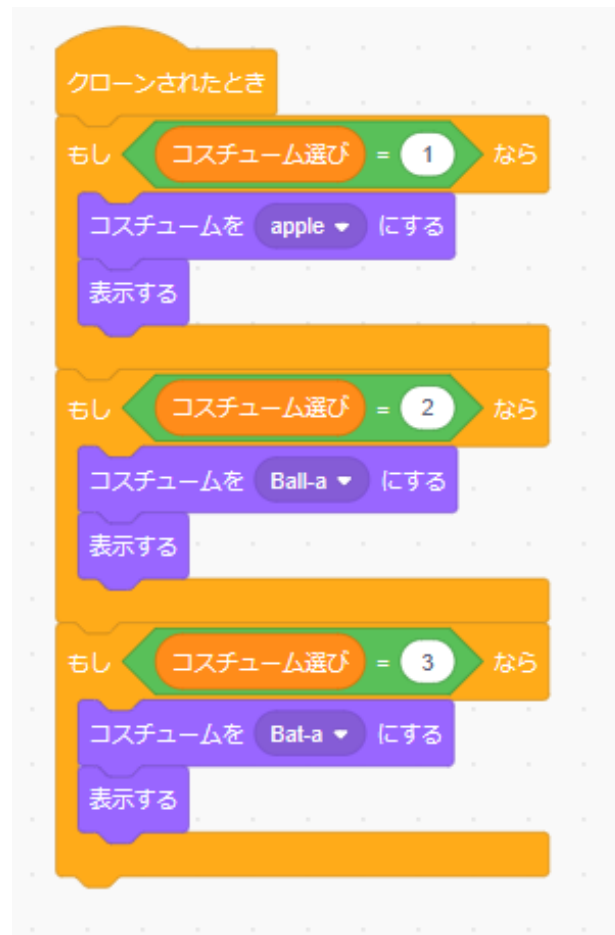 クローンされたとき
もし コスチューム選び = 1 なら
コスチュームを apple にする
表示する
もし コスチューム選び = 2 なら
コスチュームを Ball-a にする
表示する
もし コスチューム選び = 3 なら
コスチュームを Bat-a にする
表示する